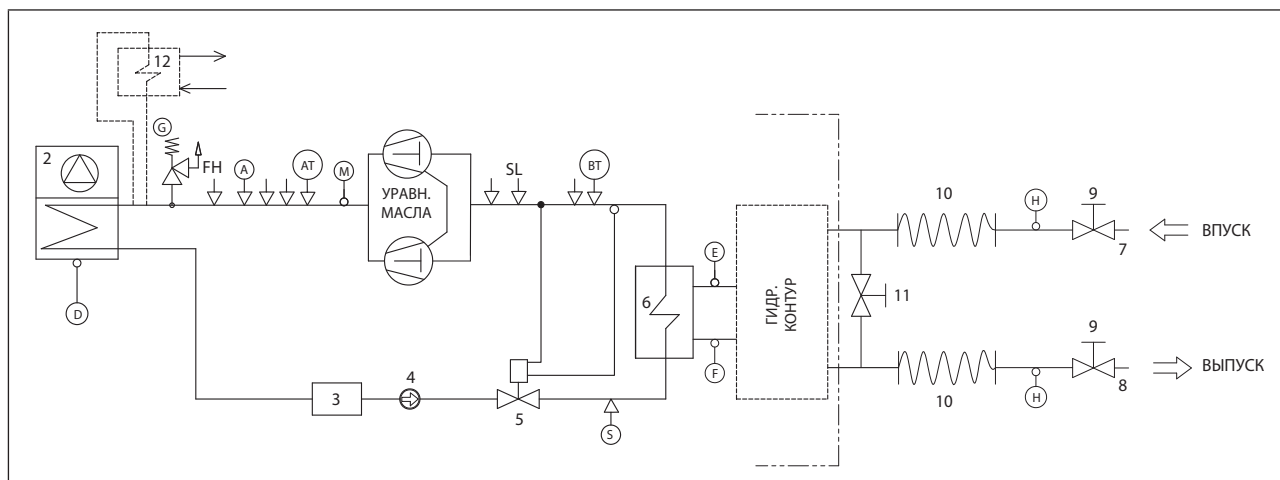 12
G
2
FH
A
AT
M
УРАВН.
МАСЛА
SL
BT
D
3
4
5
S
6
E
F
ГИДР.
КОНТУР
10
H
9
7
ВПУСК
11
10
H
9
8
ВЫПУСК